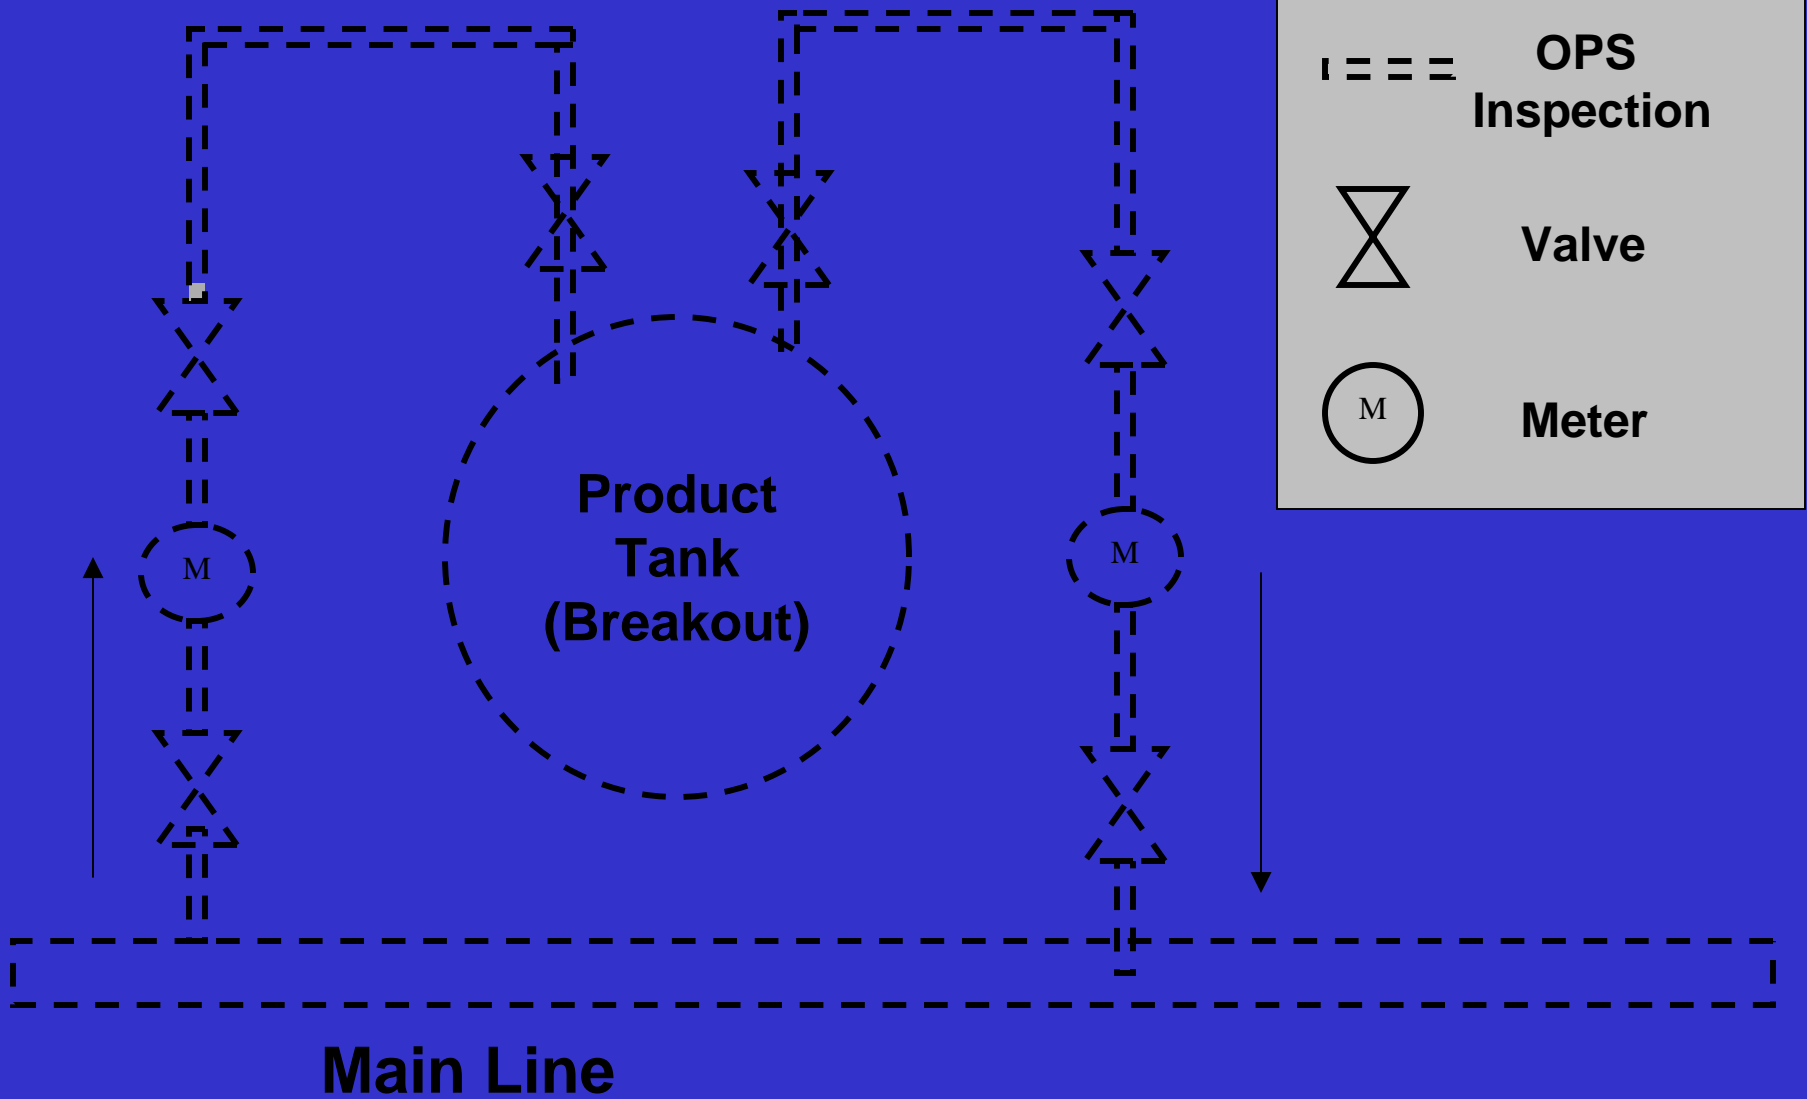 OPS
Inspection
Valve
M
Meter
Product
Tank
(Breakout)
M
M
Main Line